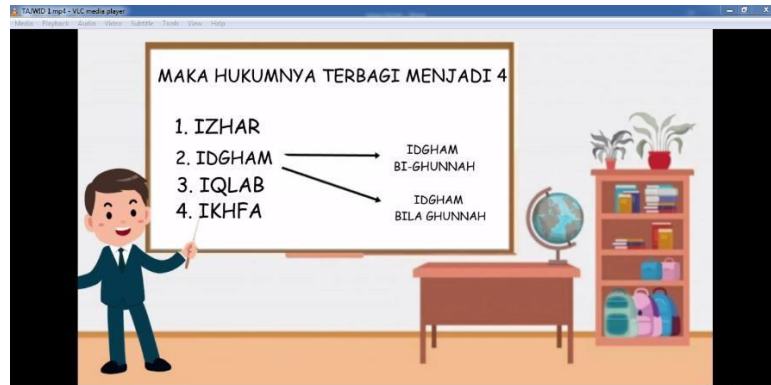 TAJWID 1.mp4 - VLC media player
Media Playback Audio Video Subtitle Tools View Help
MAKA HUKUMNYA TERBAGI MENJADI 4
1. IZHAR
2. IDGHAM
3. IQLAB
4. IKHFA
IDGHAM
BI-GHUNNAH
IDGHAM
BILA GHUNNAH